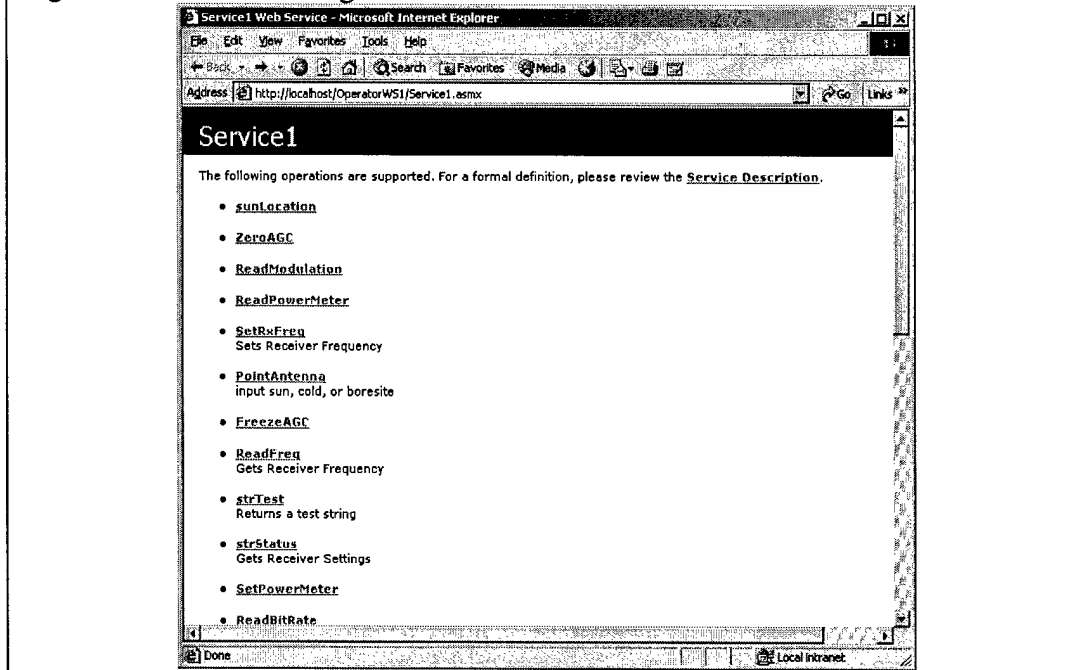 Service1 Web Service - Microsoft Internet Explorer
File Edit View Favorites Tools Help
Back Search Favorites Media
Address http://localhost/OperatorWS1/Service1.asmx Go Links »
Service1
The following operations are supported. For a formal definition, please review the Service Description.
• sunLocation
• ZeroAGC
• ReadModulation
• ReadPowerMeter
• SetRxFreq
Sets Receiver Frequency
• PointAntenna
input sun, cold, or boresite
• FreezeAGC
• ReadFreq
Gets Receiver Frequency
• strTest
Returns a test string
• strStatus
Gets Receiver Settings
• SetPowerMeter
• ReadBitRate
Done Local intranet